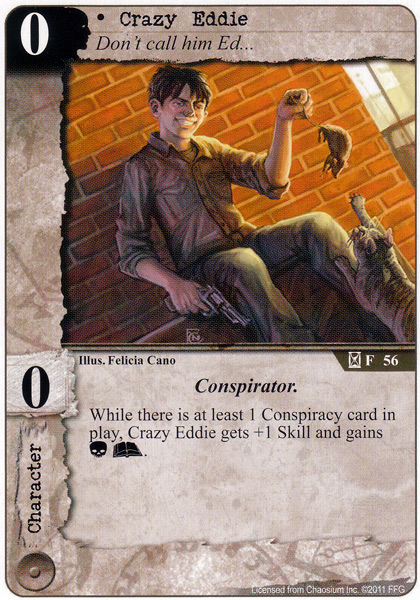 0
• Crazy Eddie
Don't call him Ed...
Illus. Felicia Cano
F 56
0
Conspirator.
While there is at least 1 Conspiracy card in
play, Crazy Eddie gets +1 Skill and gains
.
Character
Licensed from Chaosium Inc. ©2011 FFG